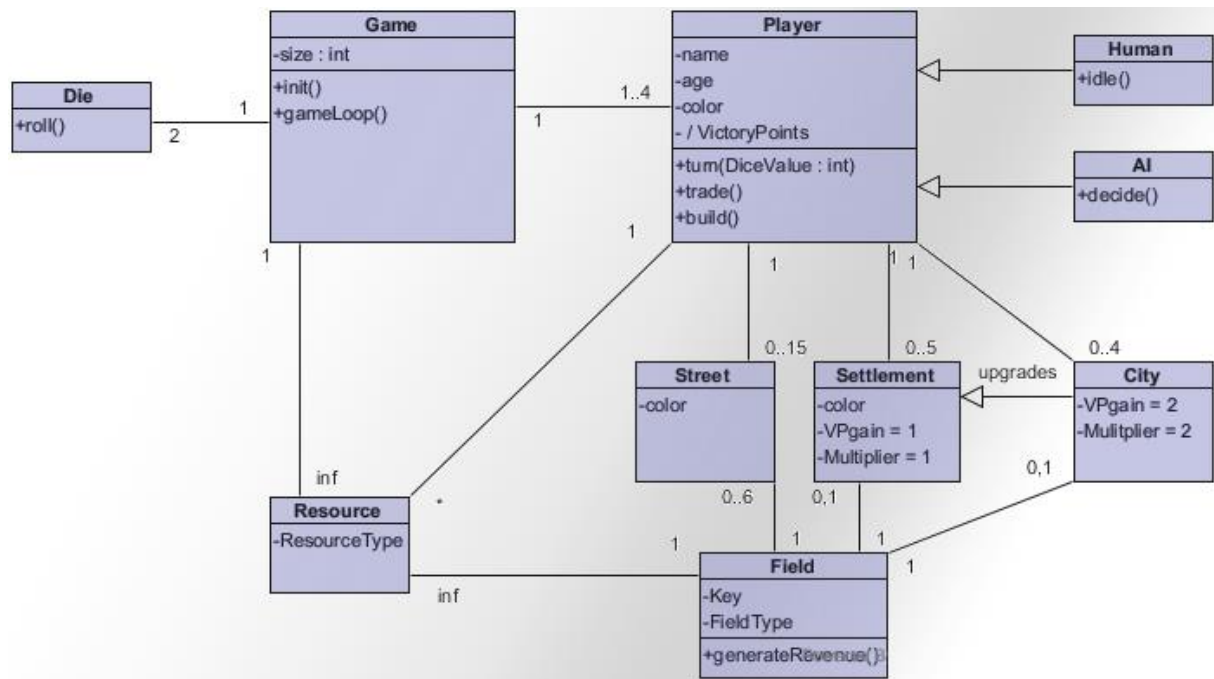 Game
-size : int
+init()
+gameLoop()
Player
-name
-age
-color
- / VictoryPoints
+turn(DiceValue : int)
+trade()
+build()
Human
+idle()
AI
+decide()
Die
+roll()
1
2
1..4
1
1
1
1
1
1
0..15
0..5
0..4
Street
-color
Settlement
-color
-VPgain = 1
-Multiplier = 1
upgrades
City
-VPgain = 2
-Mulitplier = 2
inf
*
0..6
0,1
0,1
Resource
-ResourceType
1
1
1
1
inf
Field
-Key
-FieldType
+generateRevenue()